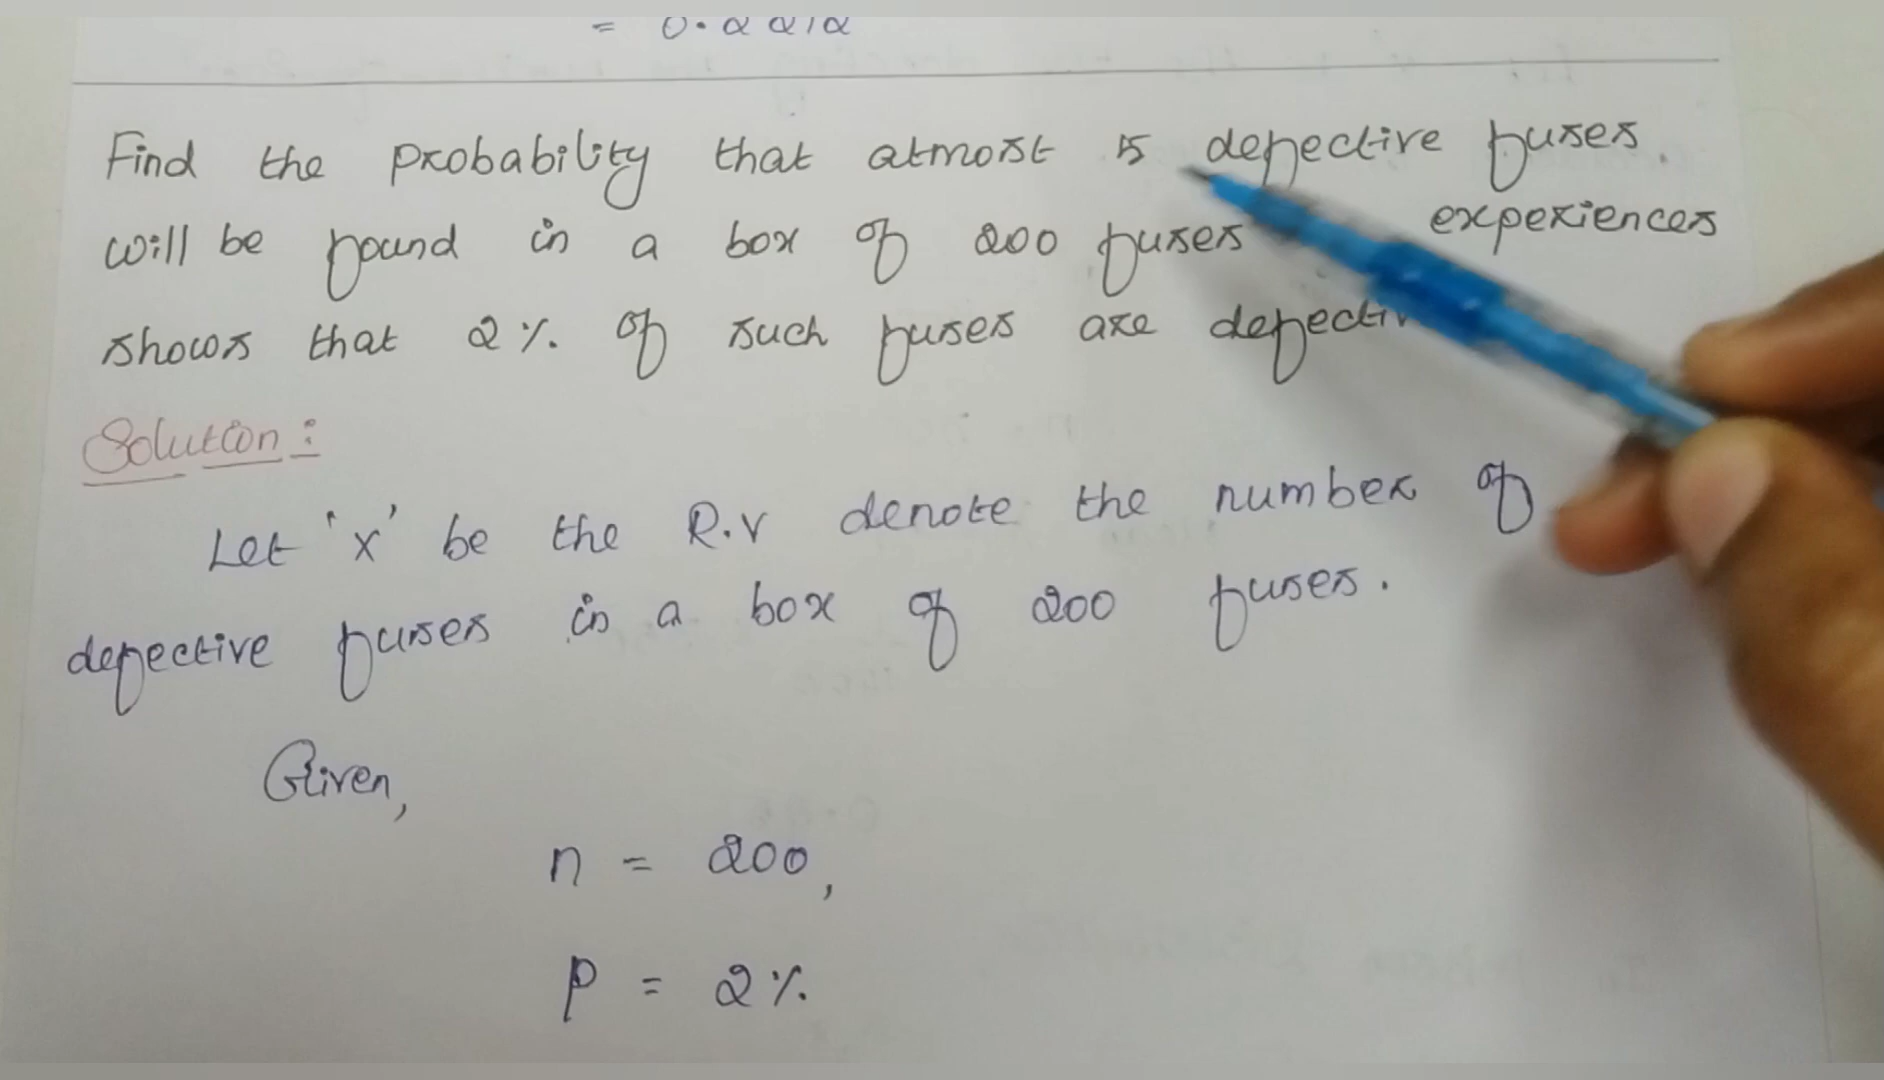 = 0.2212
Find the probability that atmost 5 defective fuses.
will be found in a box of 200 fuses experiences
shows that 2 %. of such fuses are defecti
Solution :
Let 'x' be the R.V denote the number of
defective fuses in a box of 200 fuses.
Given,
n = 200,
P = 2 %.